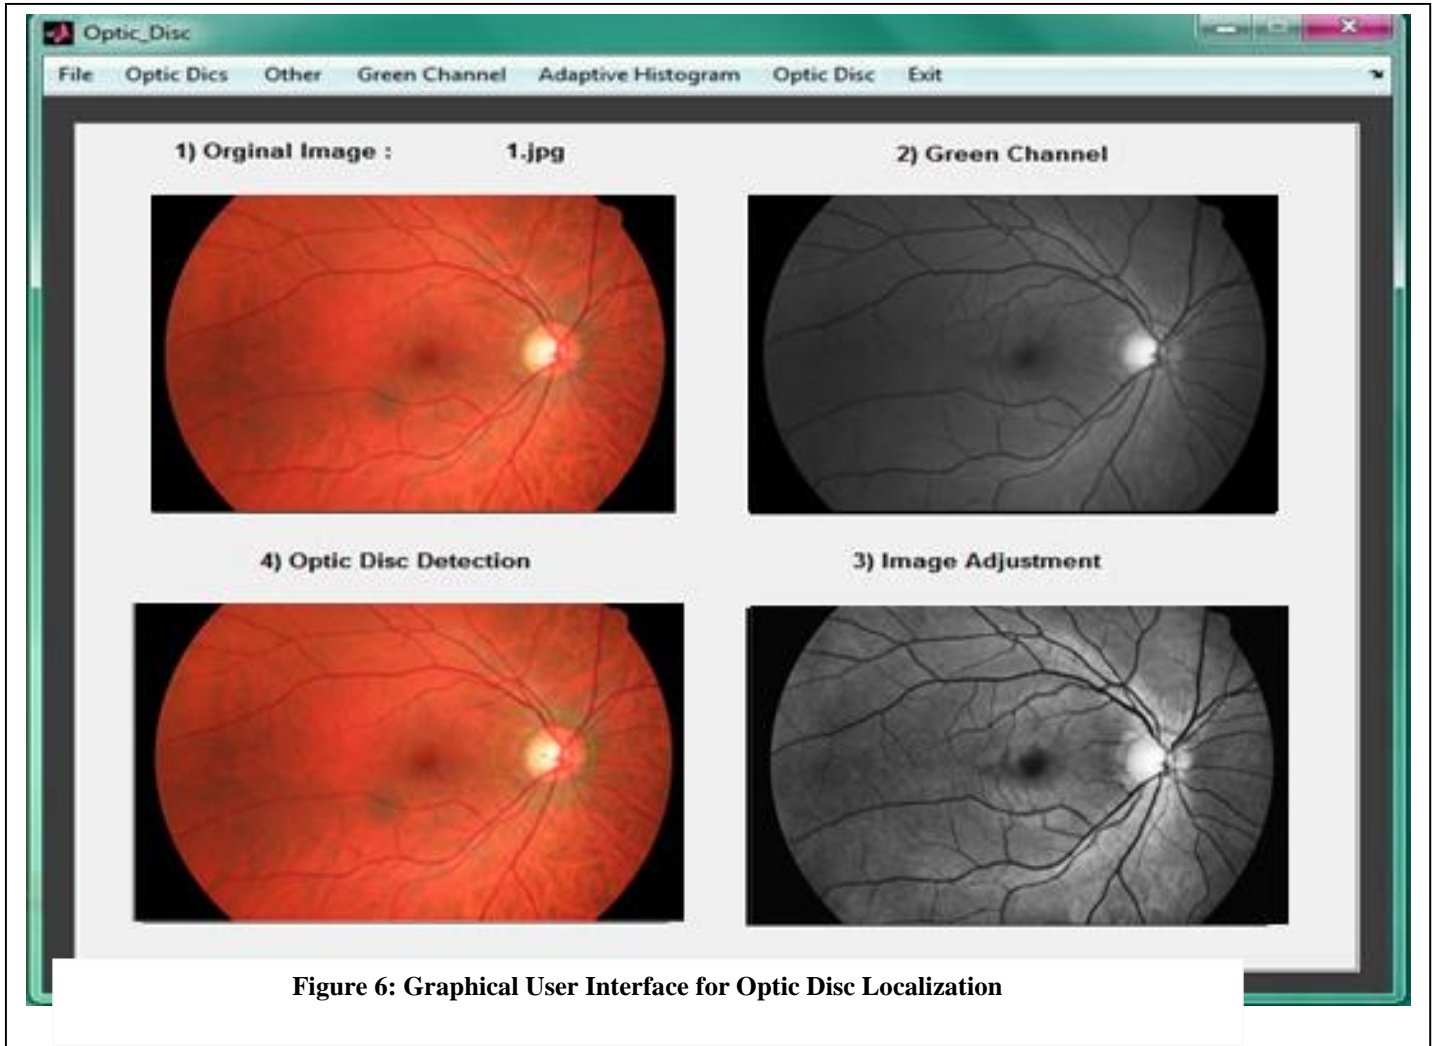 Optic_Disc
File Optic Dics Other Green Channel Adaptive Histogram Optic Disc Exit
1) Orginal Image : 1.jpg
2) Green Channel
4) Optic Disc Detection
3) Image Adjustment
Figure 6: Graphical User Interface for Optic Disc Localization